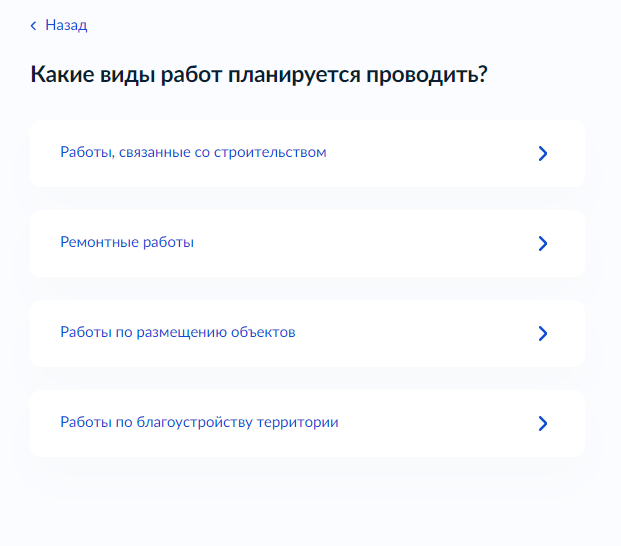 Назад
Какие виды работ планируется проводить?
Работы, связанные со строительством
Ремонтные работы
Работы по размещению объектов
Работы по благоустройству территории